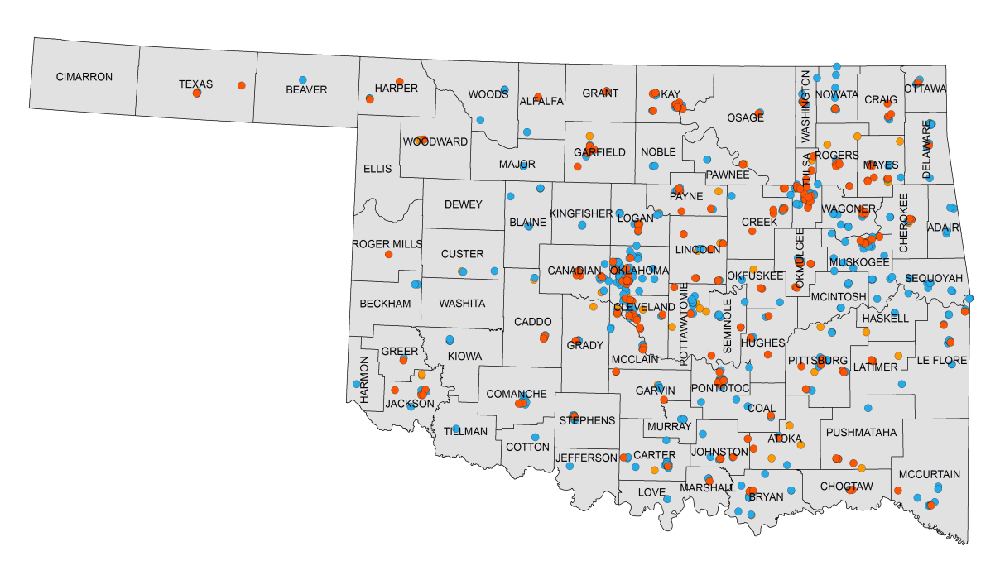 CIMARRON
TEXAS
BEAVER
HARPER
WOODS
ALFALFA
GRANT
KAY
OSAGE
WASHINGTON
NOWATA
CRAIG
OTTAWA
WOODWARD
ELLIS
MAJOR
GARFIELD
NOBLE
PAWNEE
TULSA
ROGERS
MAYES
DELAWARE
DEWEY
BLAINE
KINGFISHER
LOGAN
PAYNE
CREEK
WAGONER
CHEROKEE
ADAIR
ROGER MILLS
CUSTER
CANADIAN
OKLAHOMA
LINCOLN
OKFUSKEE
OKMULGEE
MUSKOGEE
SEQUOYAH
BECKHAM
WASHITA
CADDO
GRADY
CLEVELAND
POTTAWATOMIE
SEMINOLE
HUGHES
MCINTOSH
HASKELL
HARMON
GREER
KIOWA
MCCLAIN
PITTSBURG
LATIMER
LE FLORE
JACKSON
COMANCHE
STEPHENS
GARVIN
PONTOTOC
COAL
TILLMAN
COTTON
MURRAY
ATOKA
PUSHMATAHA
JEFFERSON
CARTER
JOHNSTON
LOVE
MARSHALL
BRYAN
CHOCTAW
MCCURTAIN